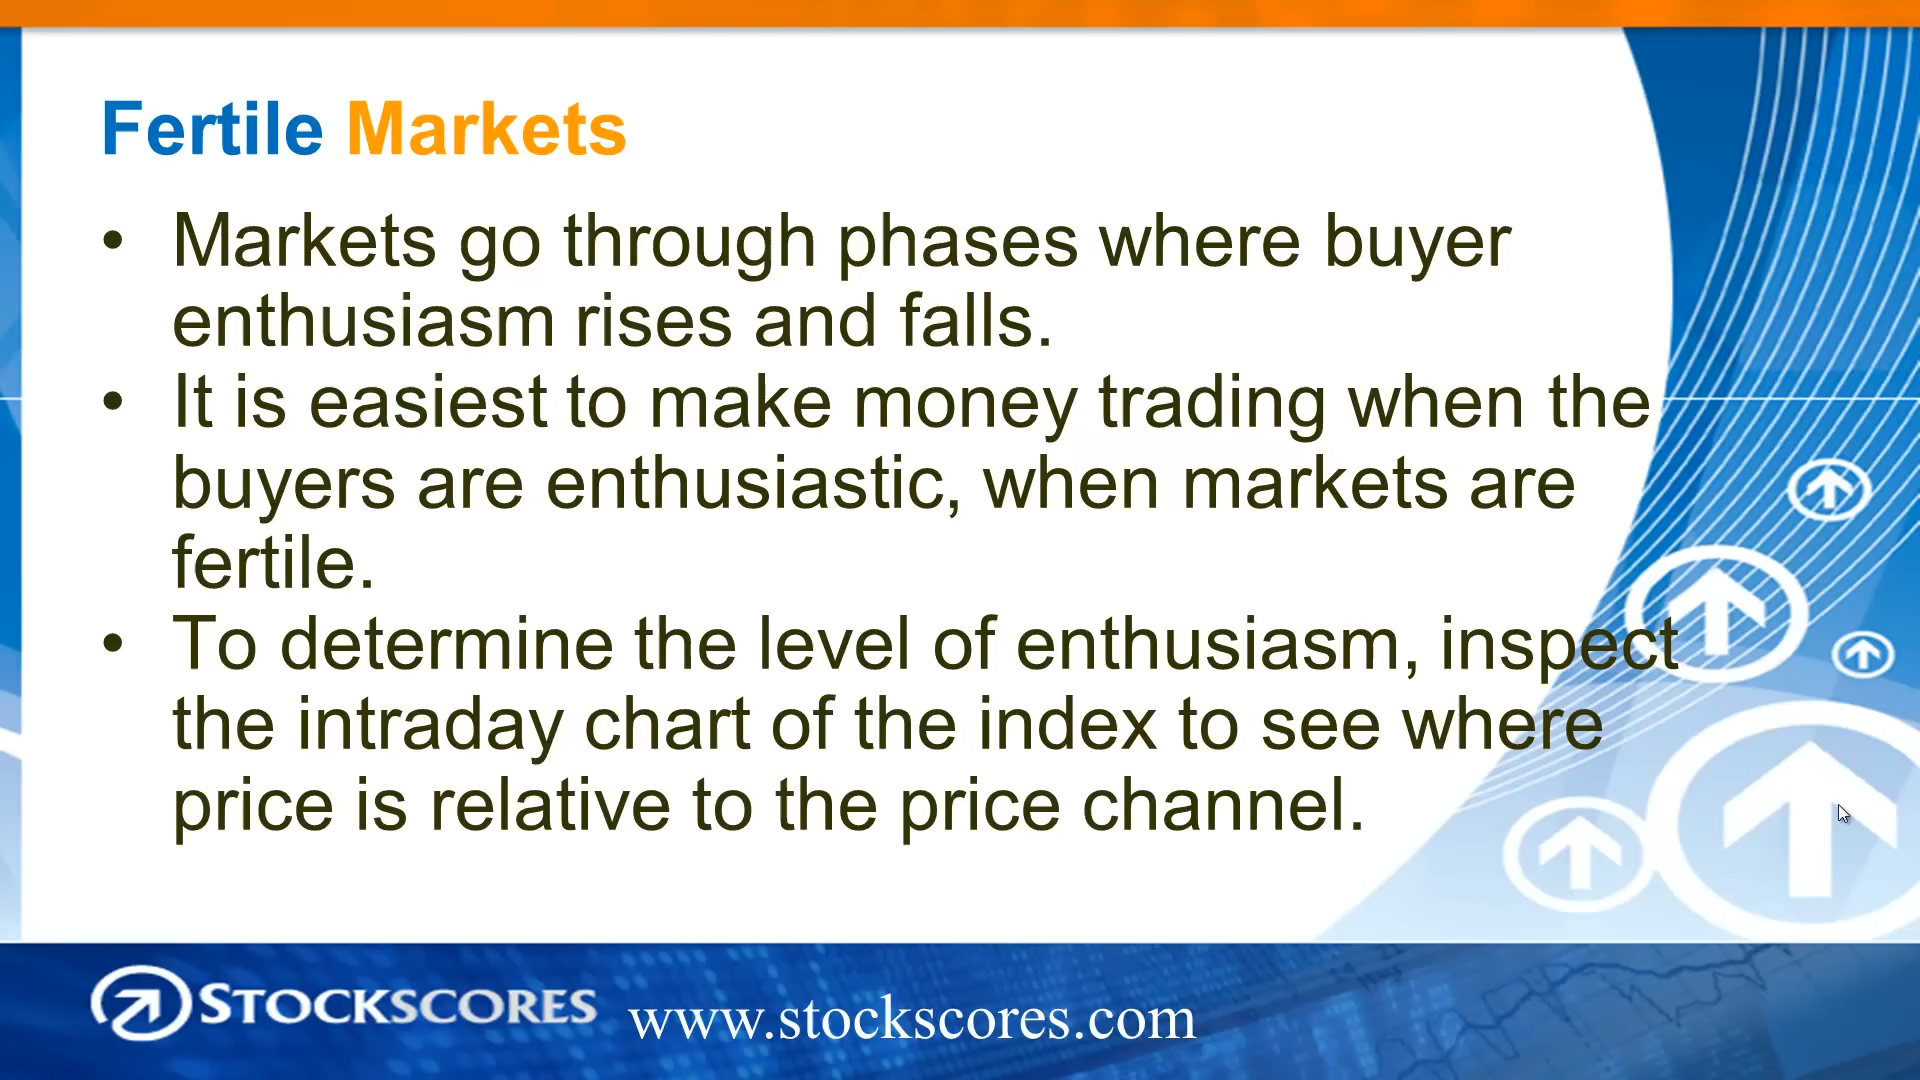 Fertile Markets
• Markets go through phases where buyer
enthusiasm rises and falls.
• It is easiest to make money trading when the
buyers are enthusiastic, when markets are
fertile.
• To determine the level of enthusiasm, inspect
the intraday chart of the index to see where
price is relative to the price channel.
STOCKSCORES www.stockscores.com